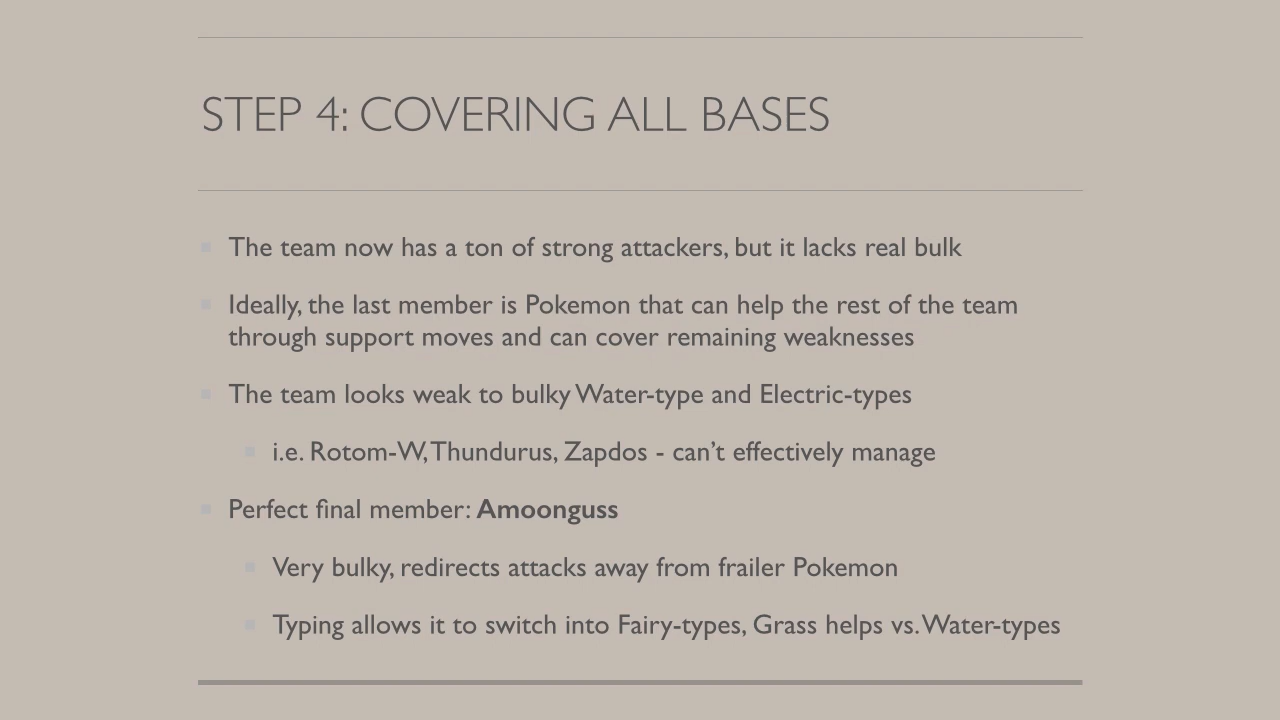 STEP 4: COVERING ALL BASES
The team now has a ton of strong attackers, but it lacks real bulk
Ideally, the last member is Pokemon that can help the rest of the team
through support moves and can cover remaining weaknesses
The team looks weak to bulky Water-type and Electric-types
i.e. Rotom-W, Thundurus, Zapdos - can't effectively manage
Perfect final member: Amoonguss
Very bulky, redirects attacks away from frailer Pokemon
Typing allows it to switch into Fairy-types, Grass helps vs. Water-types